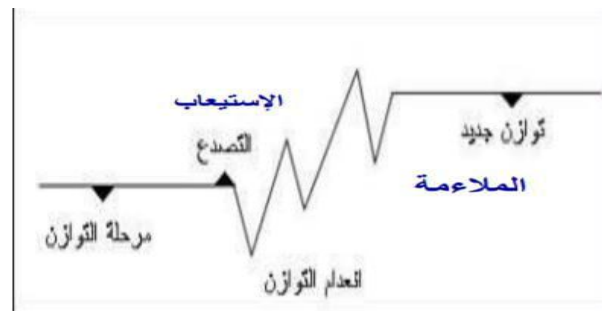 الإستيعاب
التصدع
توازن جديد
الملاءمة
مرحلة التوازن
انعدام التوازن